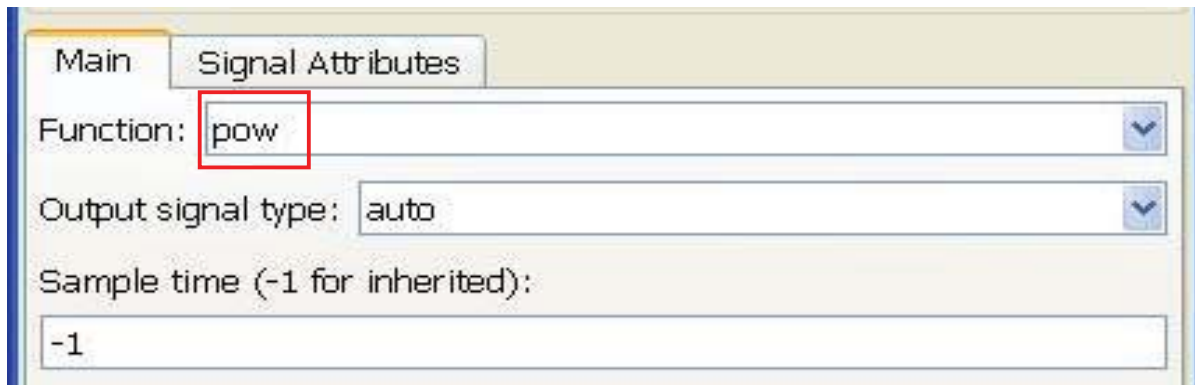 Main Signal Attributes
Function: pow
Output signal type: auto
Sample time (-1 for inherited):
-1